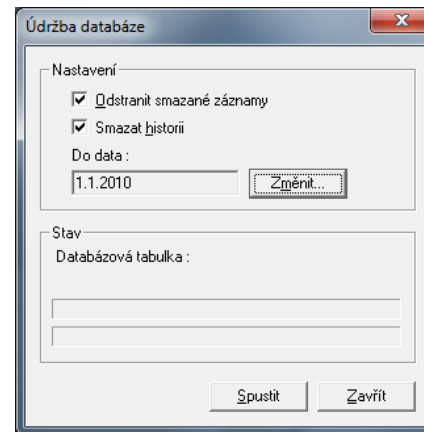 Údržba databáze
Nastavení
Odstranit smazané záznamy
Smazat historii
Do data :
1.1.2010
Změnit...
Stav
Databázová tabulka :
Spustit
Zavřít